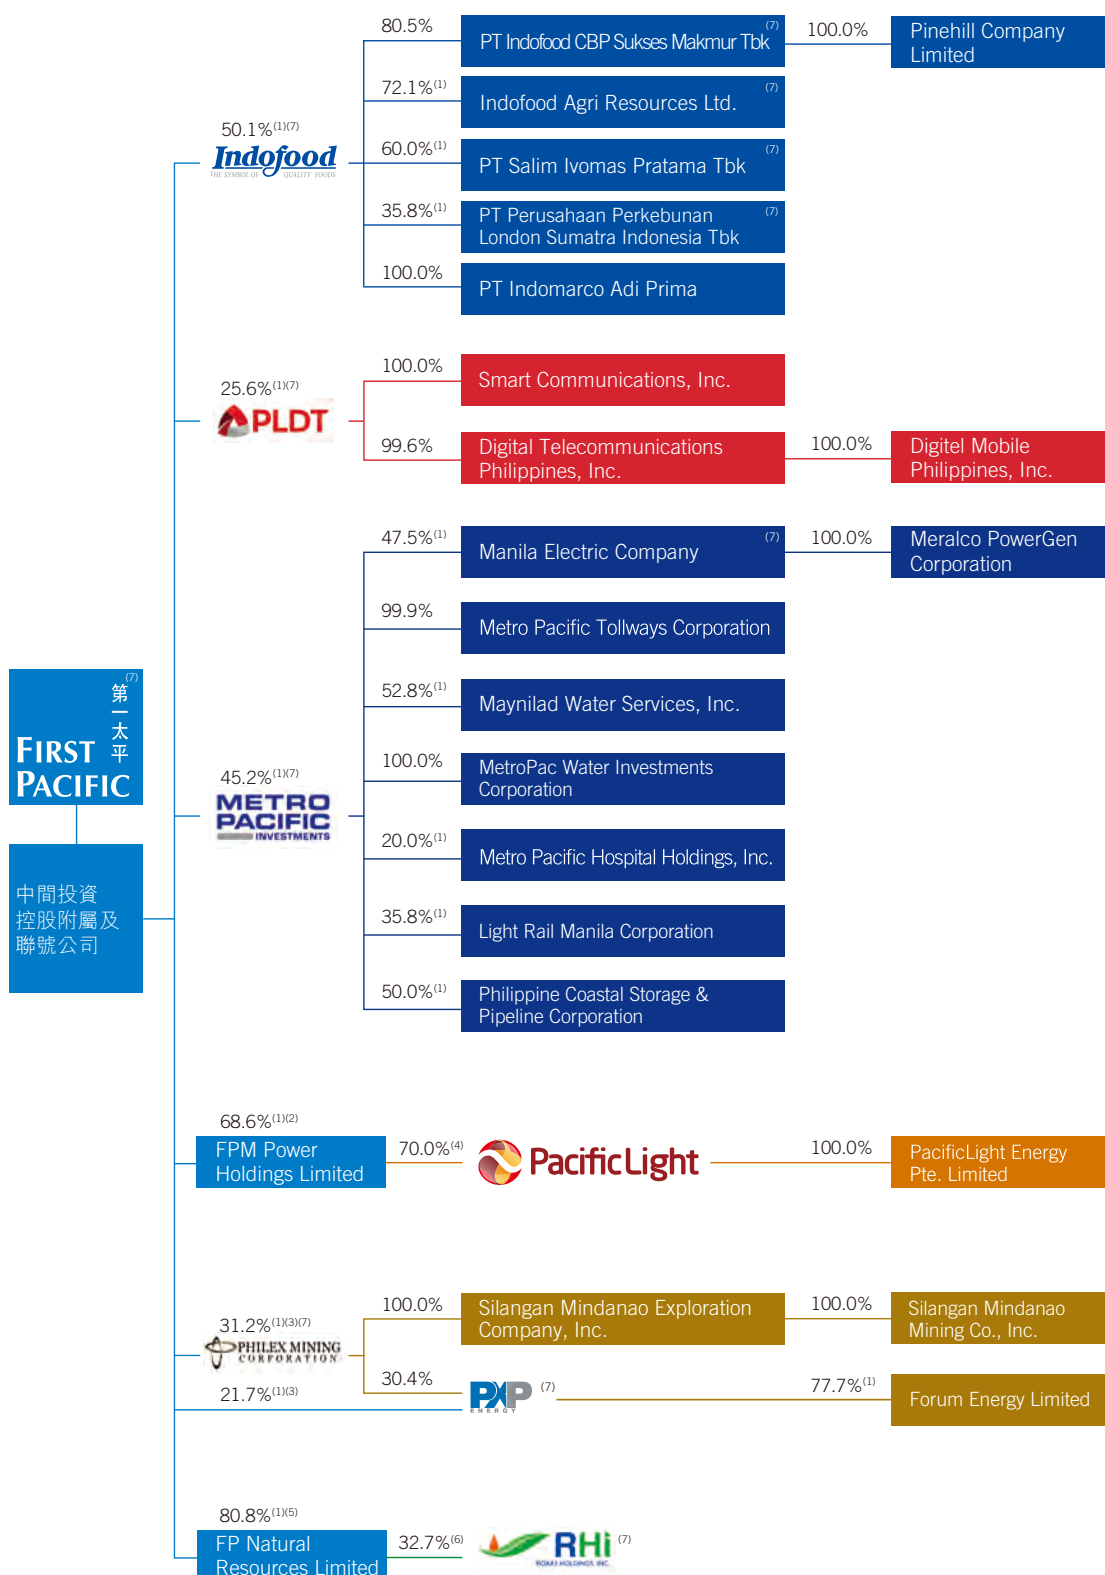 80.5%
PT Indofood CBP Sukses Makmur Tbk (7)
100.0%
Pinehill Company
Limited
72.1%(1)
Indofood Agri Resources Ltd. (7)
50.1%(1)(7)
Indofood
THE SYMBOL OF QUALITY FOODS
60.0%(1)
PT Salim Ivomas Pratama Tbk (7)
35.8%(1)
PT Perusahaan Perkebunan (7)
London Sumatra Indonesia Tbk
100.0%
PT Indomarco Adi Prima
100.0%
Smart Communications, Inc.
25.6%(1)(7)
PLDT
99.6%
Digital Telecommunications
Philippines, Inc.
100.0%
Digitel Mobile
Philippines, Inc.
47.5%(1)
Manila Electric Company (7)
100.0%
Meralco PowerGen
Corporation
99.9%
Metro Pacific Tollways Corporation
52.8%(1)
Maynilad Water Services, Inc.
(7)
第一太平
FIRST
PACIFIC
45.2%(1)(7)
METRO
PACIFIC
INVESTMENTS
100.0%
MetroPac Water Investments
Corporation
20.0%(1)
Metro Pacific Hospital Holdings, Inc.
中間投資
控股附屬及
聯號公司
35.8%(1)
Light Rail Manila Corporation
50.0%(1)
Philippine Coastal Storage &
Pipeline Corporation
68.6%(1)(2)
FPM Power
Holdings Limited
70.0%(4)
PacificLight
100.0%
PacificLight Energy
Pte. Limited
100.0%
Silangan Mindanao Exploration
Company, Inc.
100.0%
Silangan Mindanao
Mining Co., Inc.
31.2%(1)(3)(7)
PHILEX MINING
CORPORATION
30.4%
21.7%(1)(3)
PXP
ENERGY
(7)
77.7%(1)
Forum Energy Limited
80.8%(1)(5)
FP Natural
Resources Limited
32.7%(6)
RHi
ROXAS HOLDINGS, INC.
(7)